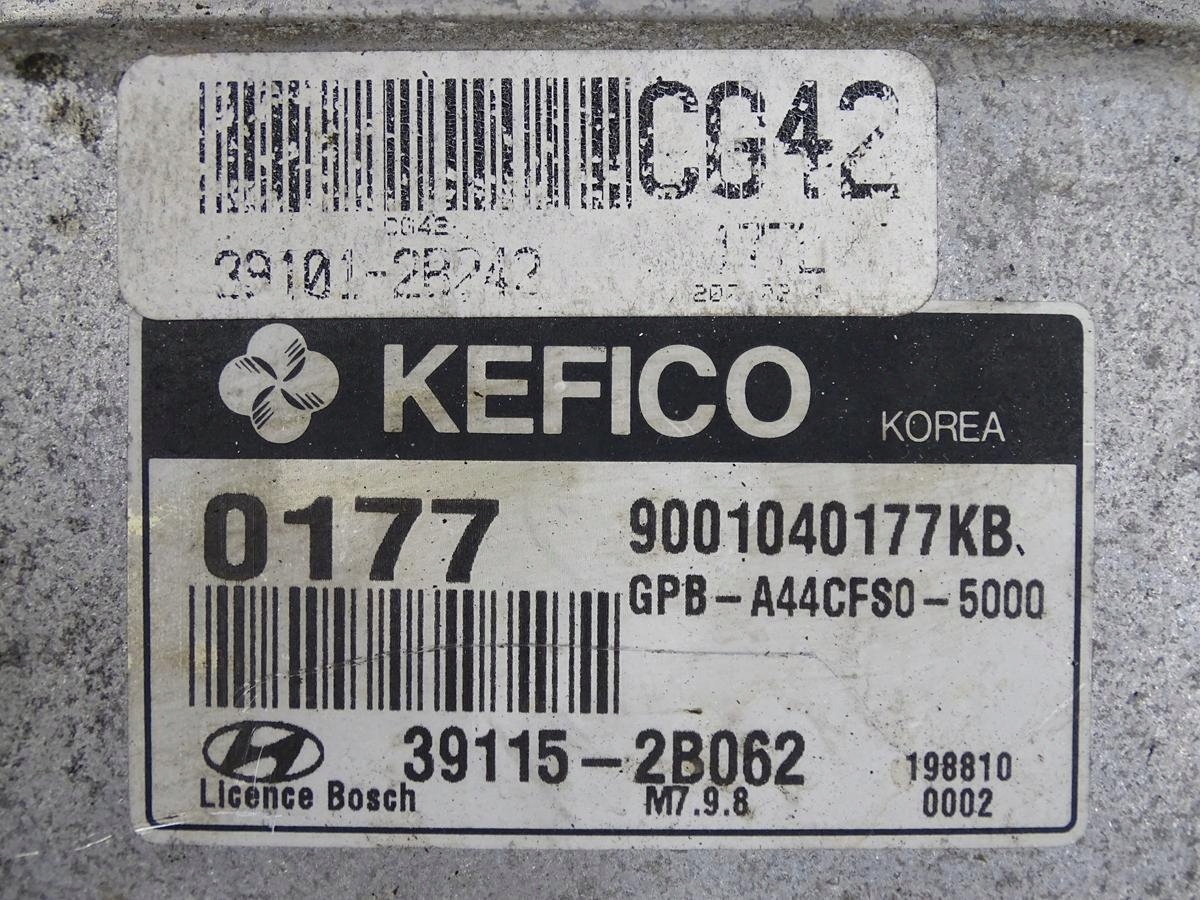 CG42
39101-2B242
KEFICO
KOREA
0177
9001040177KB
GPB-A44CFS0-5000
39115-2B062
198810
Licence Bosch
M7.9.8
0002